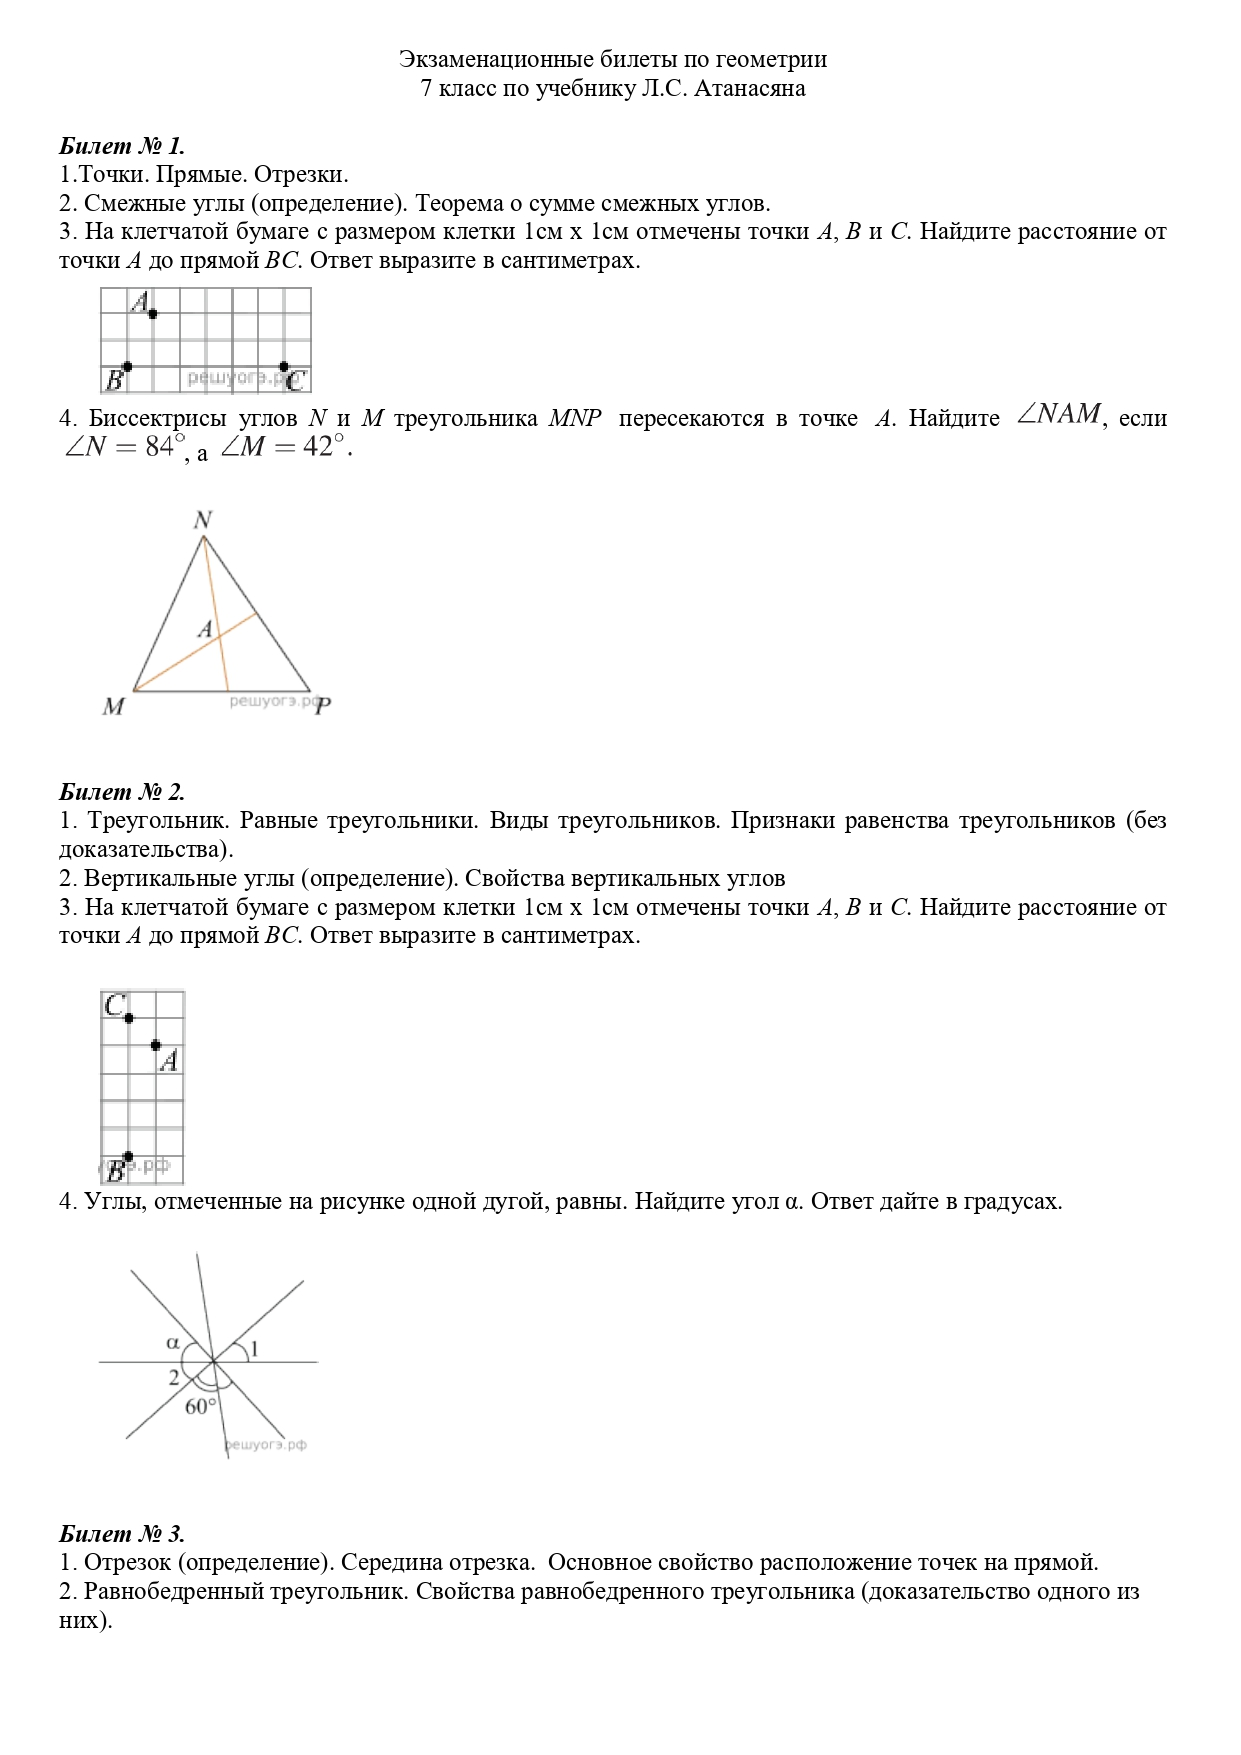 Экзаменационные билеты по геометрии
7 класс по учебнику Л.С. Атанасяна
Билет № 1.
1.Точки. Прямые. Отрезки.
2. Смежные углы (определение). Теорема о сумме смежных углов.
3. На клетчатой бумаге с размером клетки 1см х 1см отмечены точки A, B и C. Найдите расстояние от
точки A до прямой BC. Ответ выразите в сантиметрах.
A
B
решуогэ.рф
C
4. Биссектрисы углов N и M треугольника MNP пересекаются в точке A. Найдите ∠NAM, если
∠N = 84°, а ∠M = 42°.
N
A
решуогэ.рф
M
P
Билет № 2.
1. Треугольник. Равные треугольники. Виды треугольников. Признаки равенства треугольников (без
доказательства).
2. Вертикальные углы (определение). Свойства вертикальных углов
3. На клетчатой бумаге с размером клетки 1см х 1см отмечены точки A, B и C. Найдите расстояние от
точки A до прямой BC. Ответ выразите в сантиметрах.
C
A
B
4. Углы, отмеченные на рисунке одной дугой, равны. Найдите угол α. Ответ дайте в градусах.
α
1
2
60°
решуогэ.рф
Билет № 3.
1. Отрезок (определение). Середина отрезка. Основное свойство расположение точек на прямой.
2. Равнобедренный треугольник. Свойства равнобедренного треугольника (доказательство одного из
них).